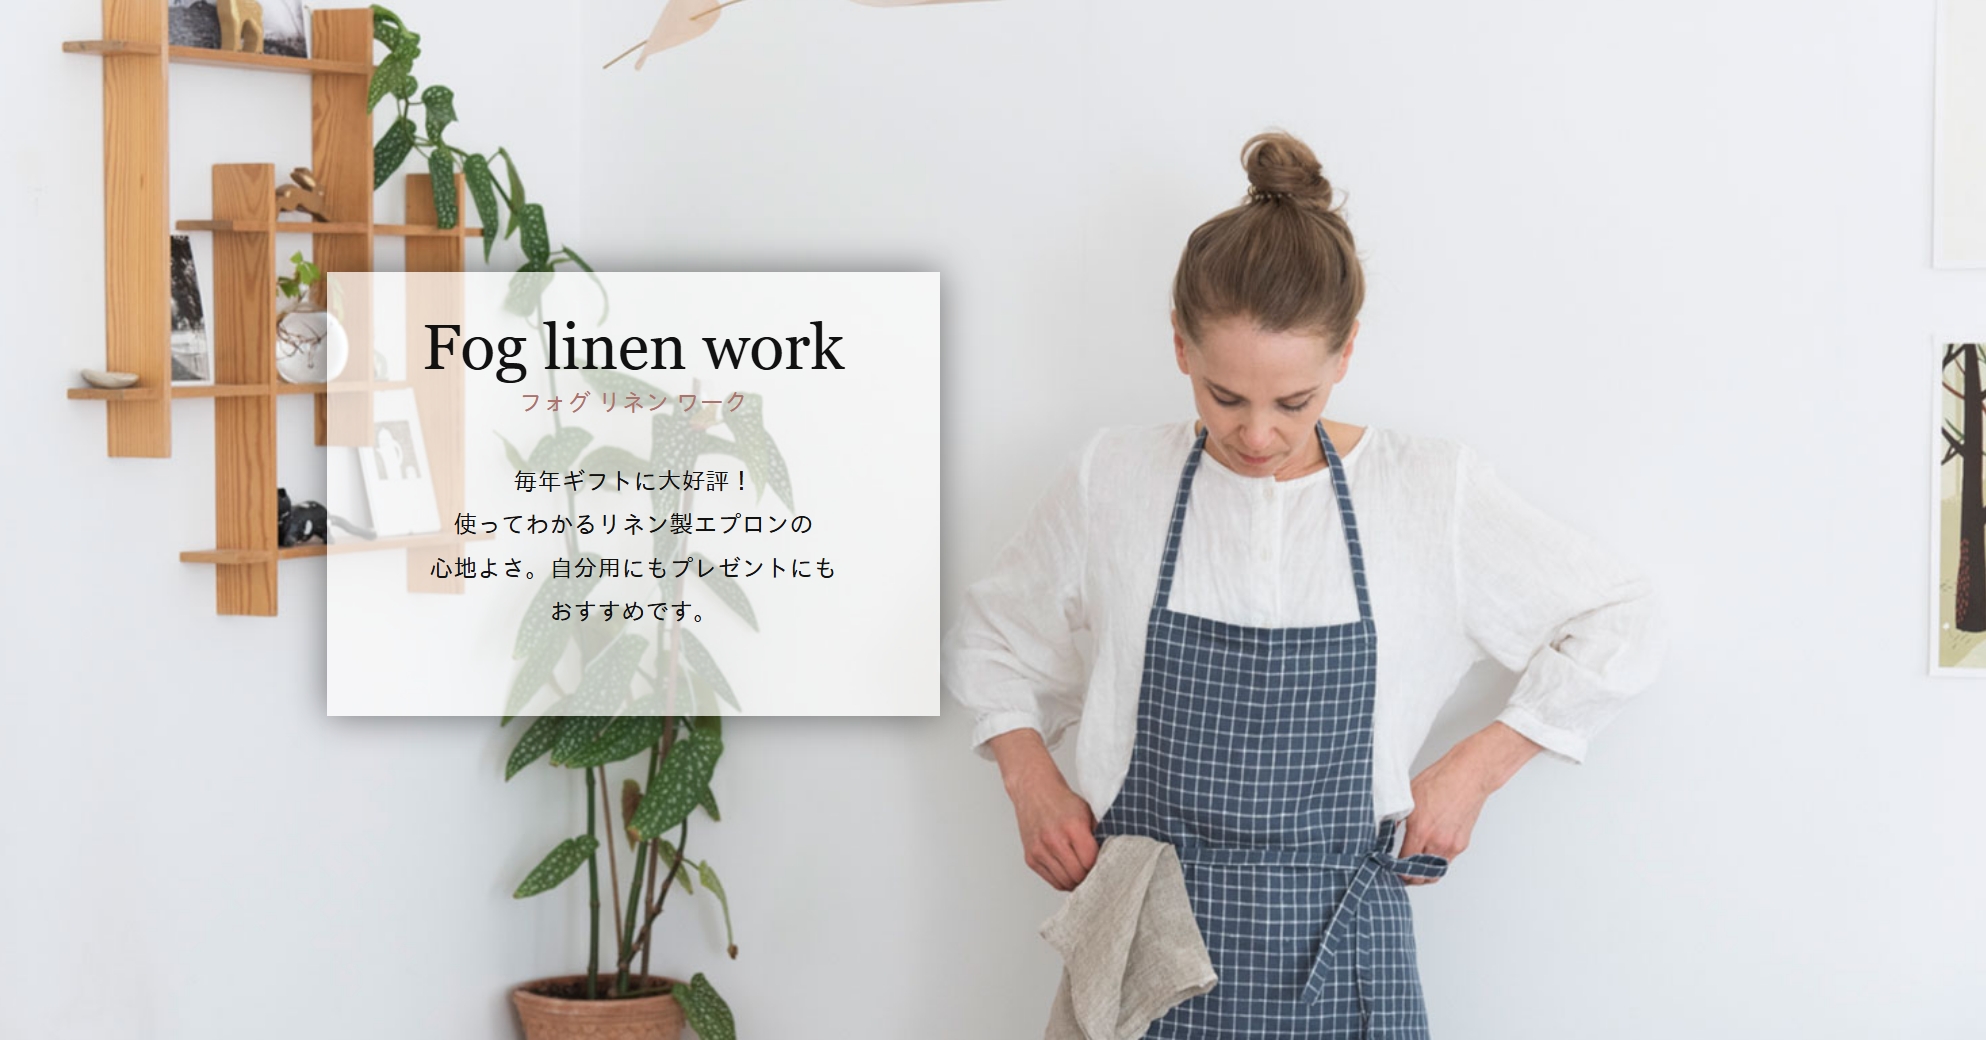 Fog linen work
フォグ リネン ワーク
毎年ギフトに大好評！
使ってわかるリネン製エプロンの
心地よさ。自分用にもプレゼントにも
おすすめです。